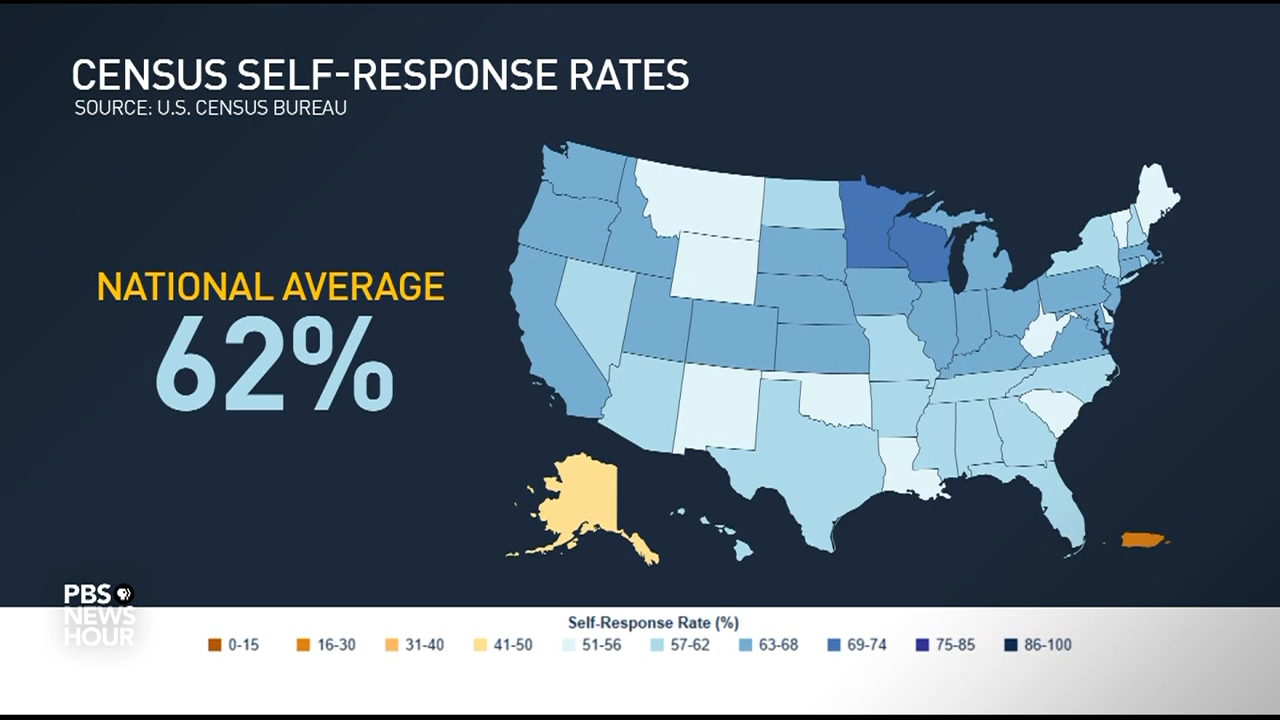 CENSUS SELF-RESPONSE RATES
SOURCE: U.S. CENSUS BUREAU
NATIONAL AVERAGE
62%
PBS
NEWS
HOUR
Self-Response Rate (%)
0-15 16-30 31-40 41-50 51-56 57-62 63-68 69-74 75-85 86-100